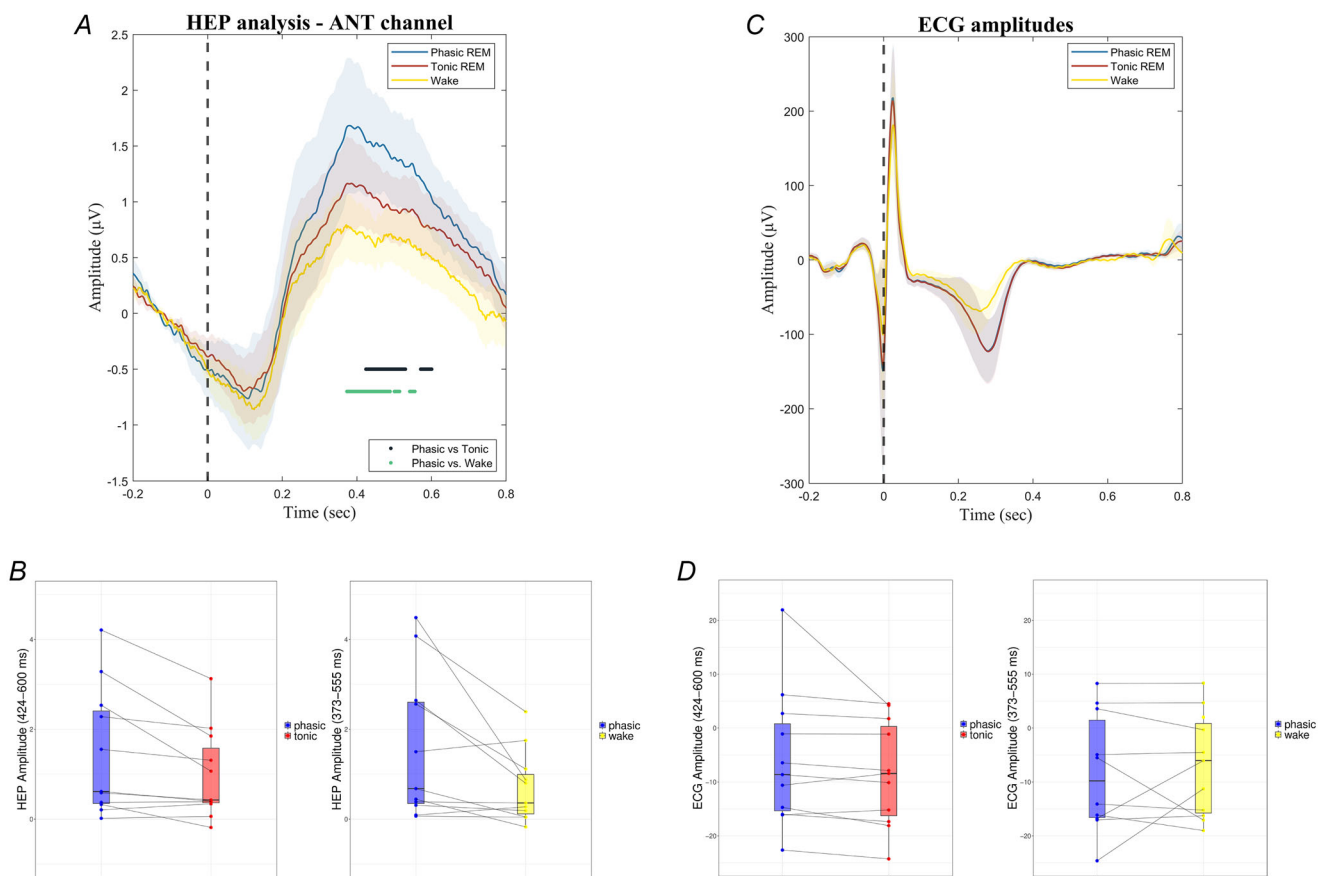 A
HEP analysis - ANT channel
2.5
2
1.5
1
0.5
0
-0.5
-1
-1.5
-0.2
0
0.2
0.4
0.6
0.8
Amplitude (μV)
Time (sec)
Phasic REM
Tonic REM
Wake
Phasic vs Tonic
Phasic vs. Wake
C
ECG amplitudes
300
200
100
0
-100
-200
-300
-0.2
0
0.2
0.4
0.6
0.8
Amplitude (μV)
Time (sec)
Phasic REM
Tonic REM
Wake
B
HEP Amplitude (424–600 ms)
4
2
0
phasic
tonic
HEP Amplitude (373–555 ms)
4
2
0
phasic
wake
D
ECG Amplitude (424–600 ms)
20
10
0
−10
−20
phasic
tonic
ECG Amplitude (373–555 ms)
20
10
0
−10
−20
phasic
wake